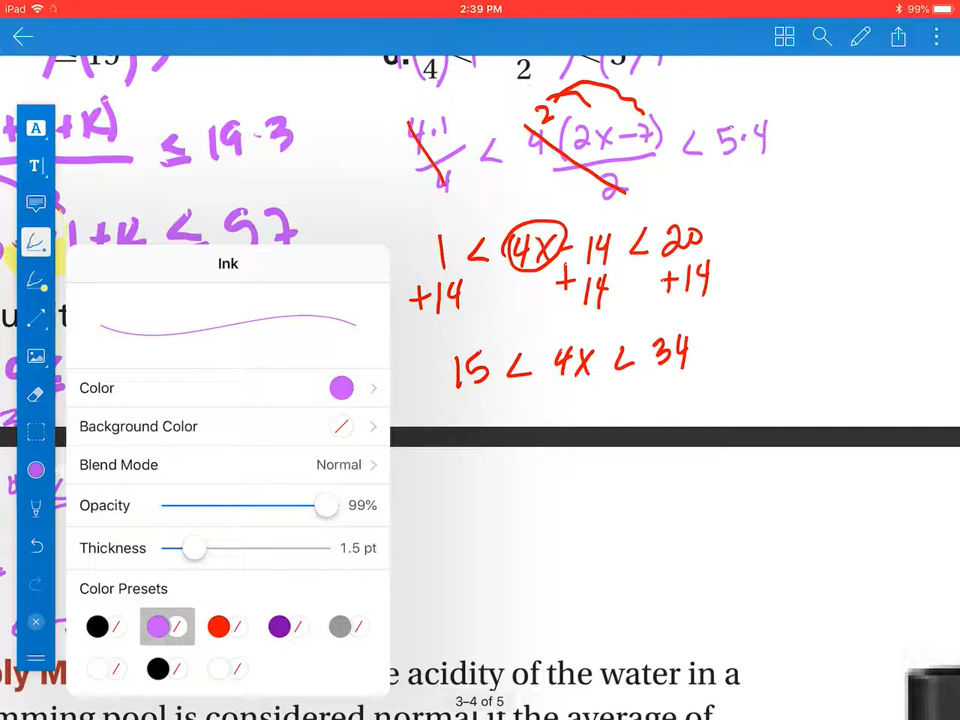 iPad 2:39 PM 99%
4 2
+ K) ≤ 19·3
4·1/4 < 4(2x-7)/2 < 5·4
2
1 + K < 97
1 < 4x - 14 < 20
+14 +14 +14
15 < 4x < 34
A
T
Ink
Color
Background Color
Blend Mode Normal
Opacity 99%
Thickness 1.5 pt
Color Presets
e acidity of the water in a
3–4 of 5
mming pool is considered normal if the average of